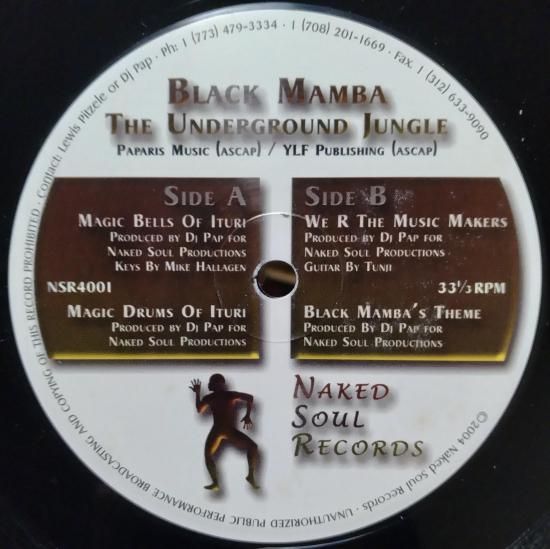 Contact: Lewis Pitzele or Dj Pap · Ph: 1 (773) 479-3334 · 1 (708) 201-1669 · Fax. 1 (312) 633-9090
Black Mamba
The Underground Jungle
Paparis Music (ascap) / YLF Publishing (ascap)
Side A
Magic Bells Of Ituri
Produced by Dj Pap for
Naked Soul Productions
Keys By Mike Hallagen
NSR4001
Magic Drums Of Ituri
Produced by Dj Pap for
Naked Soul Productions
Side B
We R The Music Makers
Produced by Dj Pap for
Naked Soul Productions
Guitar By Tunji
33 1/3 RPM
Black Mamba's Theme
Produced By Dj Pap for
Naked Soul Productions
Naked
Soul
Records
©2004 Naked Soul Records · UNAUTHORIZED PUBLIC PERFORMANCE BROADCASTING AND COPYING OF THIS RECORD PROHIBITED ·